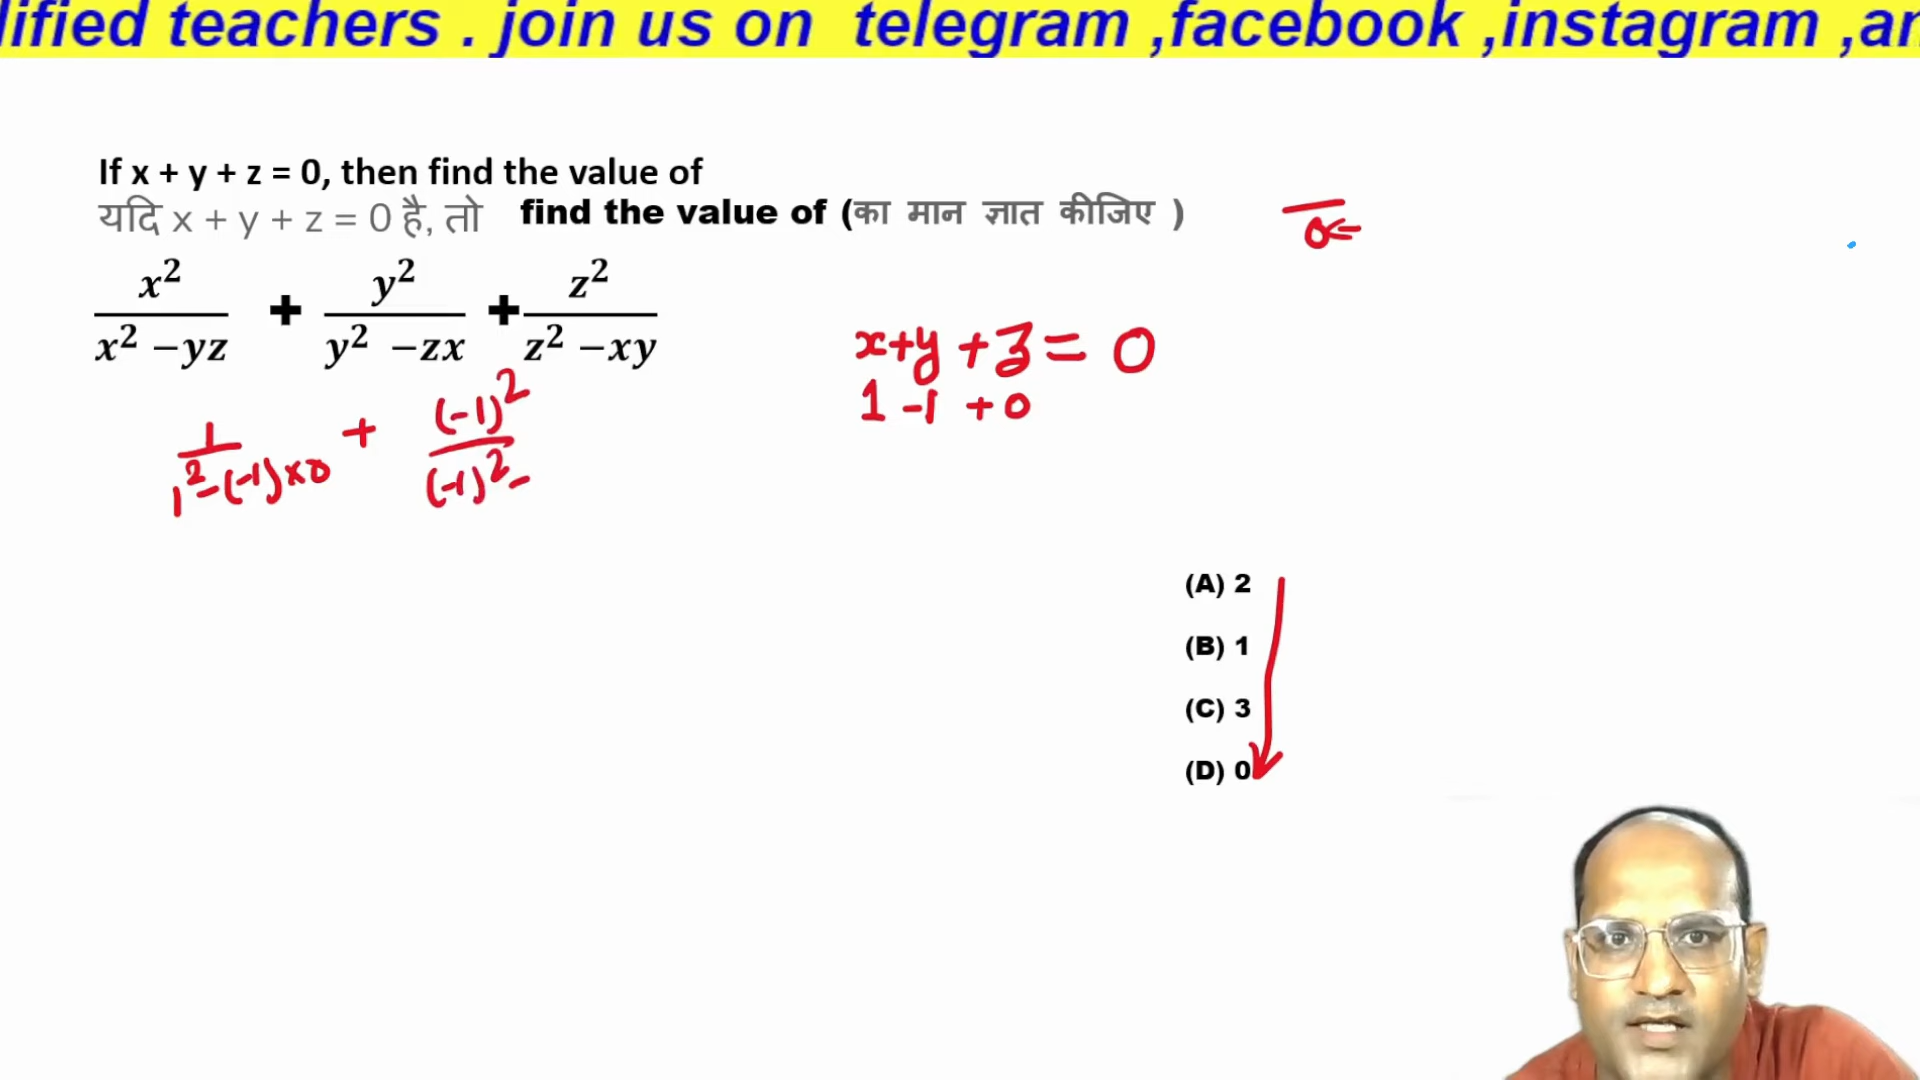 lified teachers . join us on telegram ,facebook ,instagram ,an
If x + y + z = 0, then find the value of
यदि x + y + z = 0 है, तो find the value of (का मान ज्ञात कीजिए )
x² / x² −yz + y² / y² −zx + z² / z² −xy
0
x+y+z=0
1 -1 +0
1 / 1²-(-1)×0 + (-1)² / (-1)²-
(A) 2
(B) 1
(C) 3
(D) 0